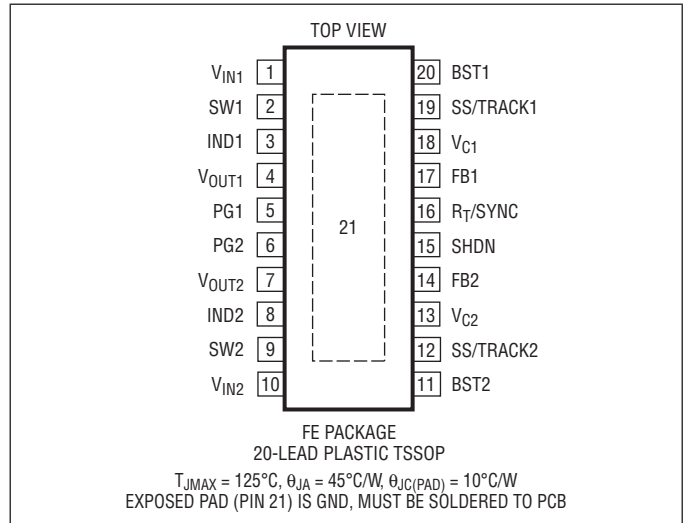 TOP VIEW
V_IN1 1
SW1 2
IND1 3
V_OUT1 4
PG1 5
PG2 6
V_OUT2 7
IND2 8
SW2 9
V_IN2 10
21
20 BST1
19 SS/TRACK1
18 V_C1
17 FB1
16 R_T/SYNC
15 SHDN
14 FB2
13 V_C2
12 SS/TRACK2
11 BST2
FE PACKAGE
20-LEAD PLASTIC TSSOP
T_JMAX = 125°C, θ_JA = 45°C/W, θ_JC(PAD) = 10°C/W
EXPOSED PAD (PIN 21) IS GND, MUST BE SOLDERED TO PCB